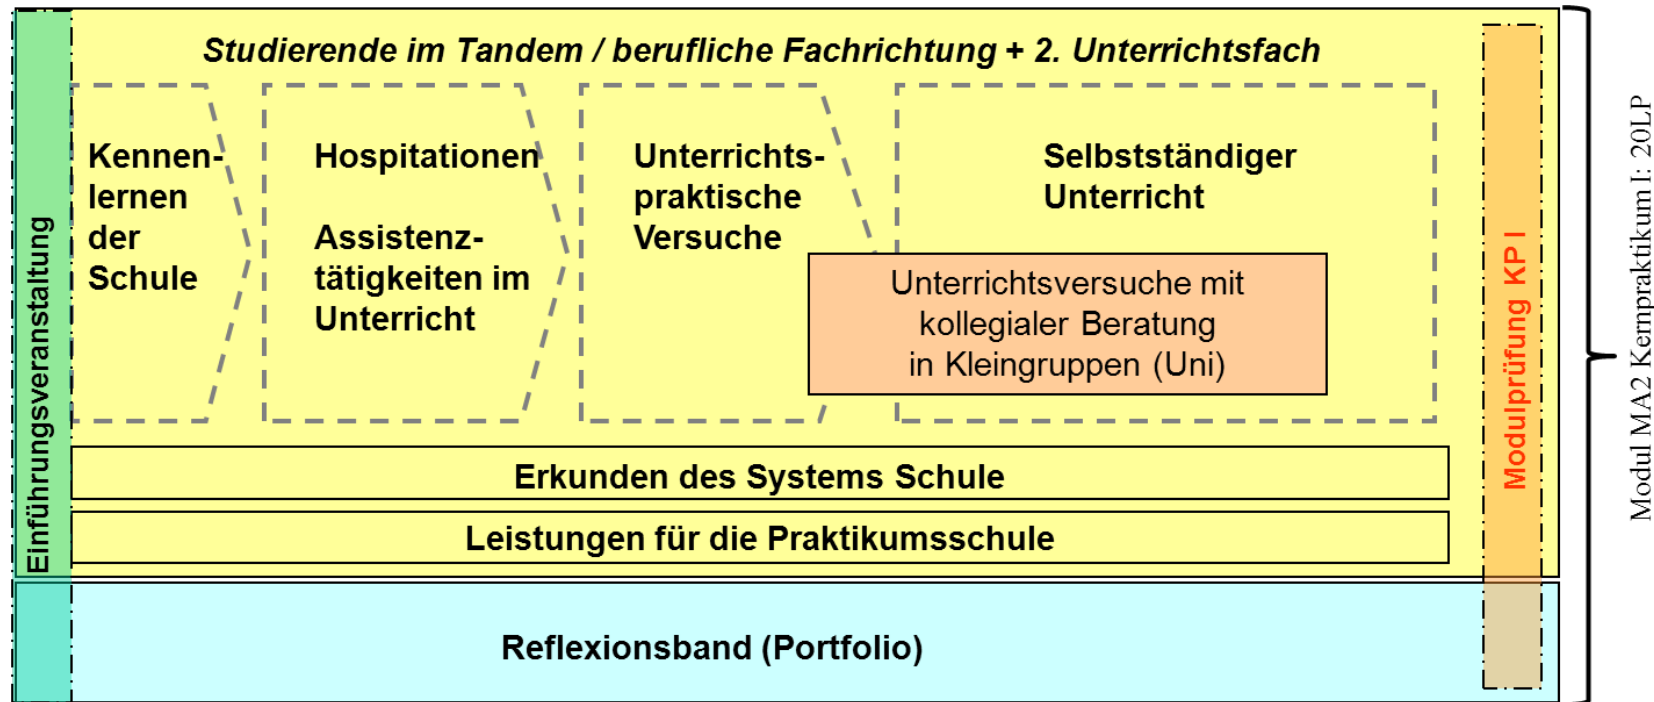 Studierende im Tandem / berufliche Fachrichtung + 2. Unterrichtsfach
Einführungsveranstaltung
Kennen-
lernen
der
Schule
Hospitationen
Assistenz-
tätigkeiten im
Unterricht
Unterrichts-
praktische
Versuche
Selbstständiger
Unterricht
Unterrichtsversuche mit
kollegialer Beratung
in Kleingruppen (Uni)
Erkunden des Systems Schule
Leistungen für die Praktikumsschule
Reflexionsband (Portfolio)
Modulprüfung KP I
Modul MA2 Kernpraktikum I: 20LP